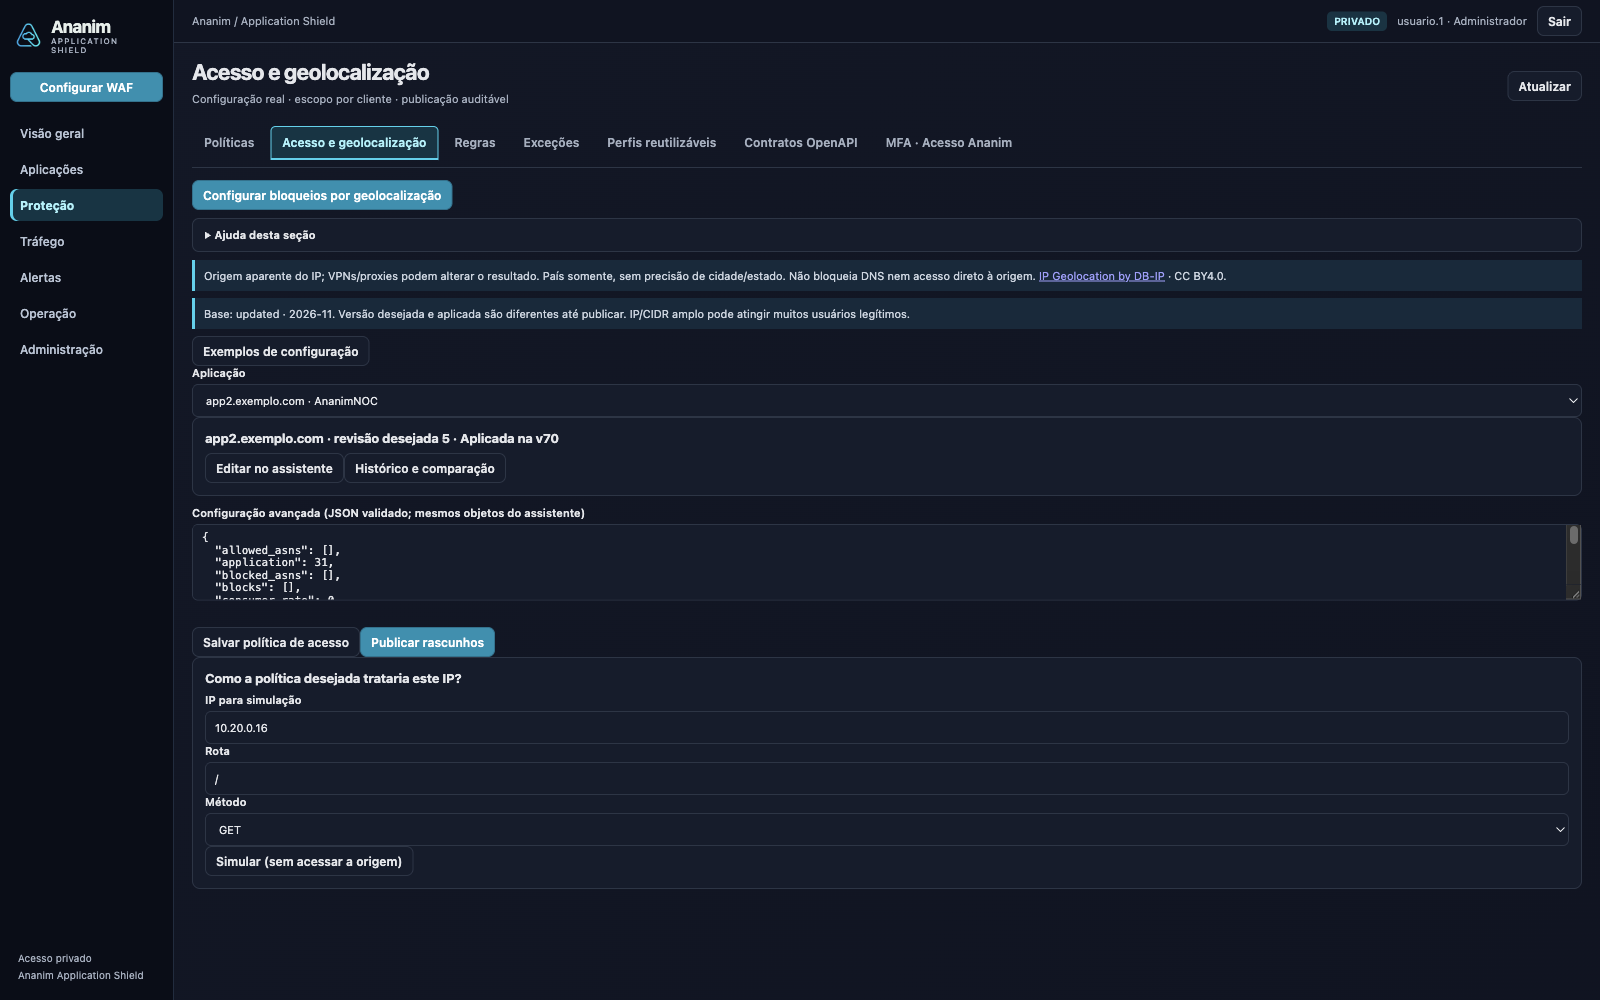 Ananim
APPLICATION
SHIELD
Configurar WAF
Visão geral
Aplicações
Proteção
Tráfego
Alertas
Operação
Administração
Acesso privado
Ananim Application Shield
Ananim / Application Shield
PRIVADO usuario.1 · Administrador Sair
Acesso e geolocalização
Configuração real · escopo por cliente · publicação auditável
Atualizar
Políticas Acesso e geolocalização Regras Exceções Perfis reutilizáveis Contratos OpenAPI MFA · Acesso Ananim
Configurar bloqueios por geolocalização
Ajuda desta seção
Origem aparente do IP; VPNs/proxies podem alterar o resultado. País somente, sem precisão de cidade/estado. Não bloqueia DNS nem acesso direto à origem. IP Geolocation by DB-IP · CC BY4.0.
Base: updated · 2026-11. Versão desejada e aplicada são diferentes até publicar. IP/CIDR amplo pode atingir muitos usuários legítimos.
Exemplos de configuração
Aplicação
app2.exemplo.com · AnanimNOC
app2.exemplo.com · revisão desejada 5 · Aplicada na v70
Editar no assistente Histórico e comparação
Configuração avançada (JSON validado; mesmos objetos do assistente)
{
"allowed_asns": [],
"application": 31,
"blocked_asns": [],
"blocks": [],
"consumer_rate": 0,
Salvar política de acesso Publicar rascunhos
Como a política desejada trataria este IP?
IP para simulação
10.20.0.16
Rota
/
Método
GET
Simular (sem acessar a origem)